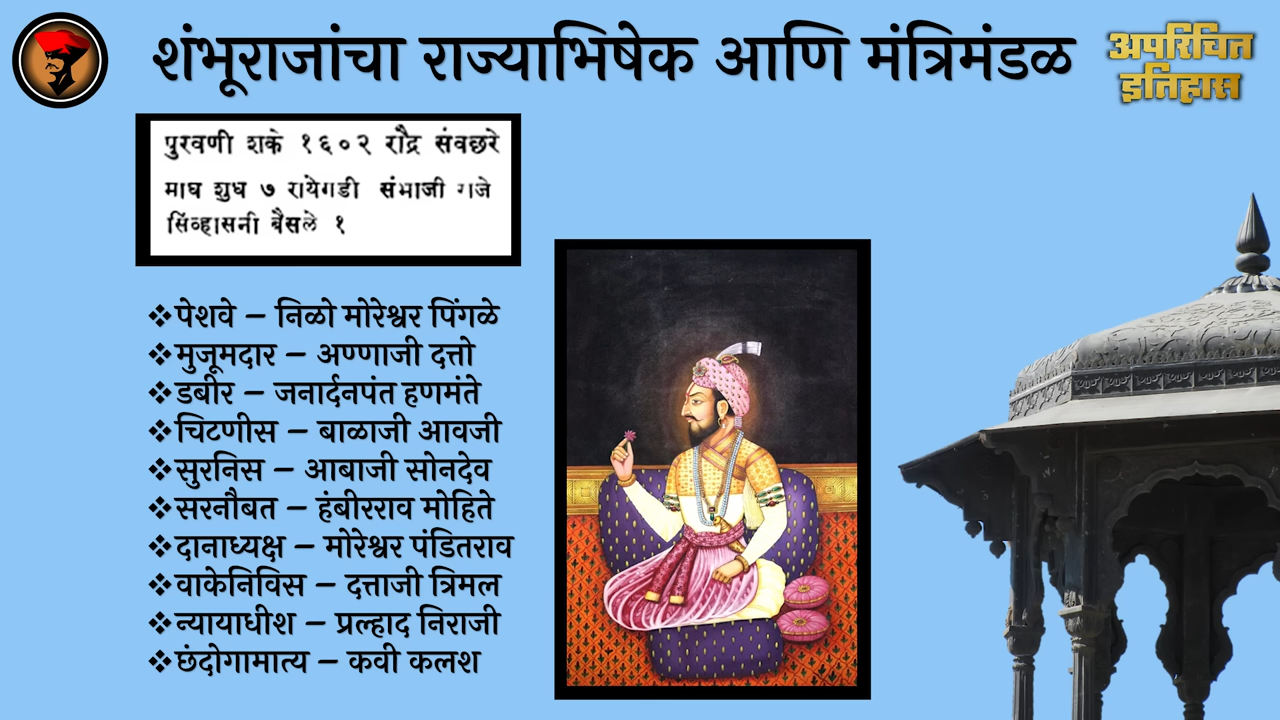 शंभूराजांचा राज्याभिषेक आणि मंत्रिमंडळ
अपरिचित
इतिहास
पुरवणी शके १६०२ रौद्र संवछरे
माघ शुध ७ रायेगडी संभाजी राजे
सिंव्हासनी बैसले १
❖पेशवे – निळो मोरेश्वर पिंगळे
❖मुजूमदार – अण्णाजी दत्तो
❖डबीर – जनार्दनपंत हणमंते
❖चिटणीस – बाळाजी आवजी
❖सुरनिस – आबाजी सोनदेव
❖सरनौबत – हंबीरराव मोहिते
❖दानाध्यक्ष – मोरेश्वर पंडितराव
❖वाकेनिविस – दत्ताजी त्रिमल
❖न्यायाधीश – प्रल्हाद निराजी
❖छंदोगामात्य – कवी कलश